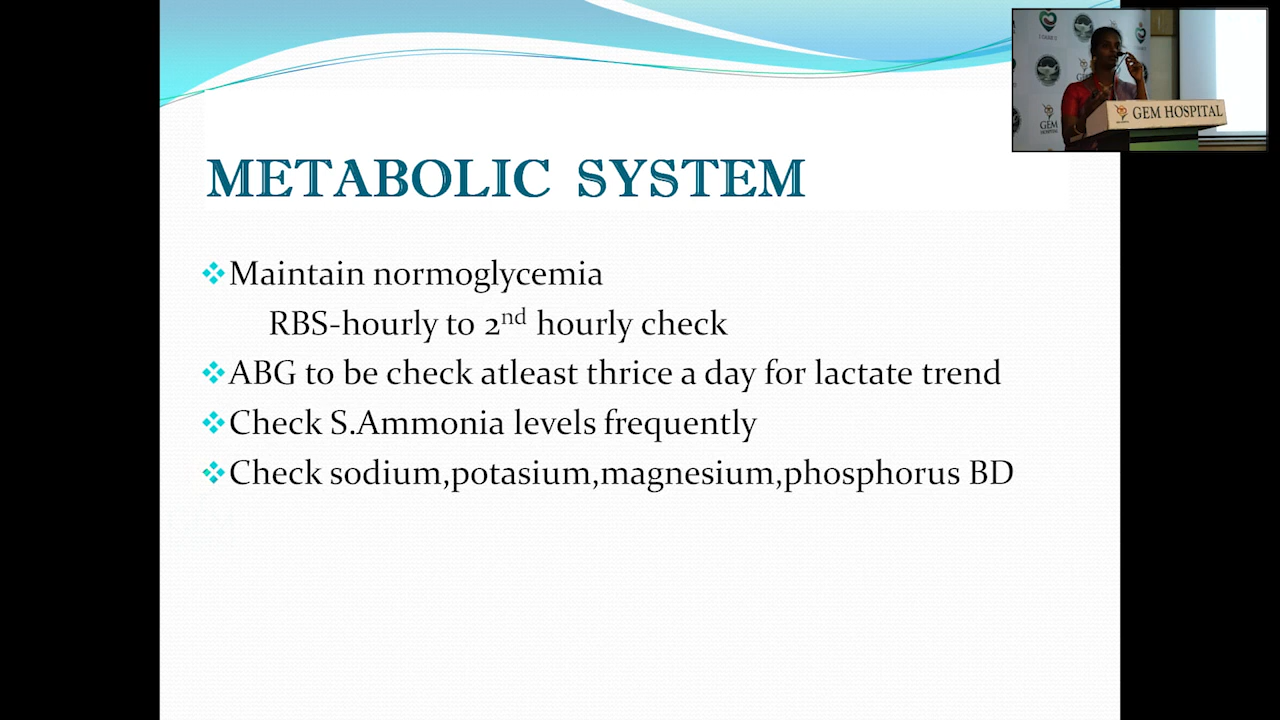 METABOLIC SYSTEM
❖Maintain normoglycemia
RBS-hourly to 2nd hourly check
❖ABG to be check atleast thrice a day for lactate trend
❖Check S.Ammonia levels frequently
❖Check sodium,potasium,magnesium,phosphorus BD
GEM HOSPITAL
GEM
HOSPITAL